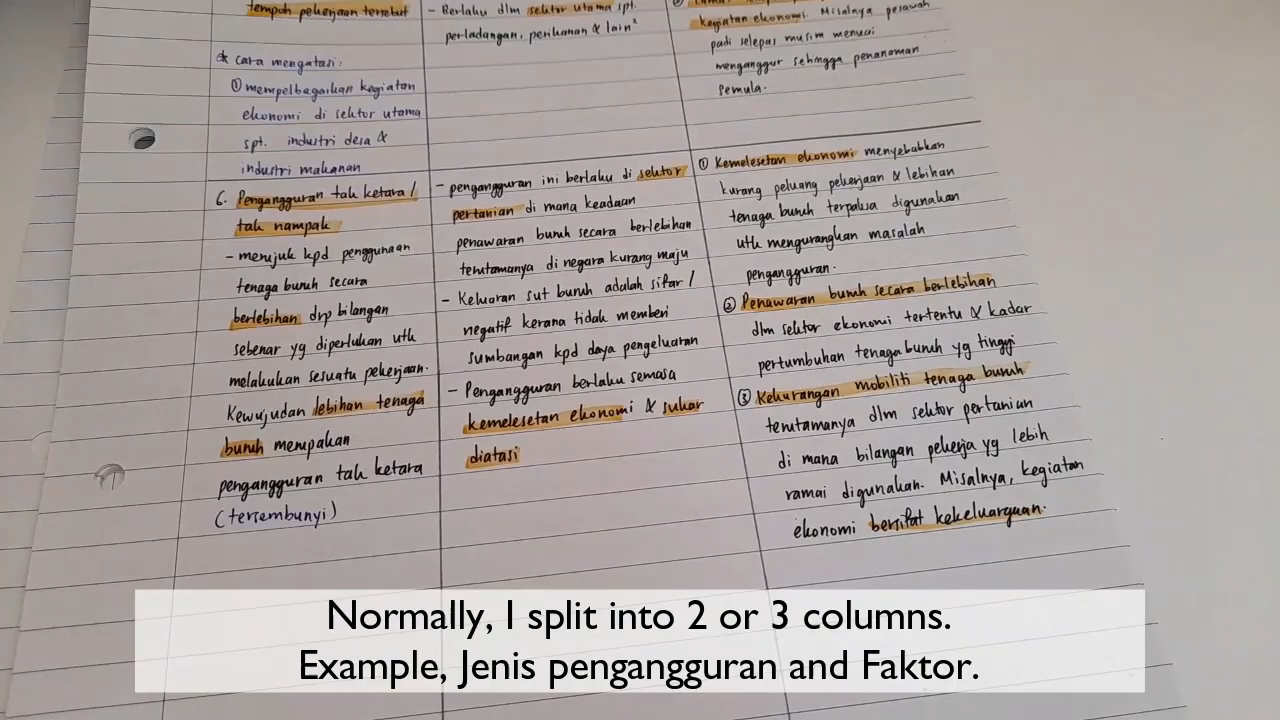 tempoh pekerjaan tersebut
* cara mengatasi:
① mempelbagaikan kegiatan
ekonomi di sektor utama
spt. industri desa &
industri makanan
6. Pengangguran tak ketara /
tak nampak
- merujuk kpd penggunaan
tenaga buruh secara
berlebihan drp bilangan
sebenar yg diperlukan utk
melakukan sesuatu pekerjaan.
Kewujudan lebihan tenaga
buruh merupakan
pengangguran tak ketara
(tersembunyi)
- Berlaku dlm sektor utama spt.
perladangan, perikanan & lain²
- pengangguran ini berlaku di sektor
pertanian di mana keadaan
penawaran buruh secara berlebihan
terutamanya di negara kurang maju
- Keluaran sut buruh adalah sifar /
negatif kerana tidak memberi
sumbangan kpd daya pengeluaran
- Pengangguran berlaku semasa
kemelesetan ekonomi & sukar
diatasi
kegiatan ekonomi. Misalnya pesawah
padi selepas musim menuai
menganggur sehingga penanaman
semula.
① Kemelesetan ekonomi menyebabkan
kurang peluang pekerjaan & lebihan
tenaga buruh terpaksa digunakan
utk mengurangkan masalah
pengangguran.
② Penawaran buruh secara berlebihan
dlm sektor ekonomi tertentu & kadar
pertumbuhan tenaga buruh yg tinggi
③ Kekurangan mobiliti tenaga buruh
terutamanya dlm sektor pertanian
di mana bilangan pekerja yg lebih
ramai digunakan. Misalnya, kegiatan
ekonomi bersifat kekeluargaan.
Normally, I split into 2 or 3 columns.
Example, Jenis pengangguran and Faktor.